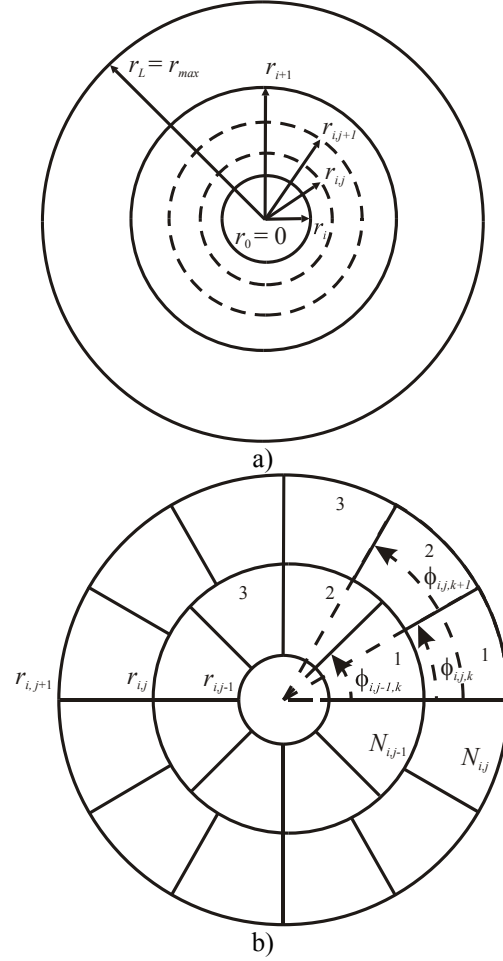 r_L = r_max
r_{i+1}
r_{i,j+1}
r_{i,j}
r_i
r_0 = 0
a)
3
2
ϕ_{i,j,k+1}
3
2
1
1
r_{i,j+1}
r_{i,j}
r_{i,j-1}
ϕ_{i,j-1,k}
ϕ_{i,j,k}
N_{i,j-1}
N_{i,j}
b)